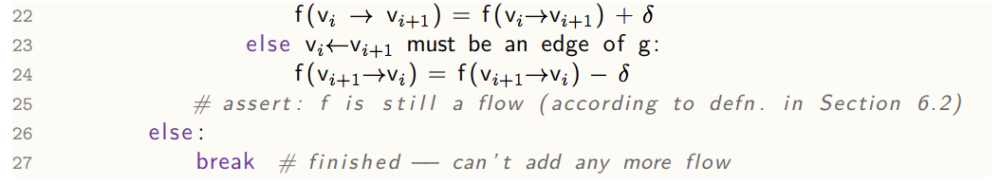 22 f(vᵢ → vᵢ₊₁) = f(vᵢ→vᵢ₊₁) + δ
23 else vᵢ←vᵢ₊₁ must be an edge of g:
24 f(vᵢ₊₁→vᵢ) = f(vᵢ₊₁→vᵢ) − δ
25 # assert: f is still a flow (according to defn. in Section 6.2)
26 else:
27 break # finished — can't add any more flow